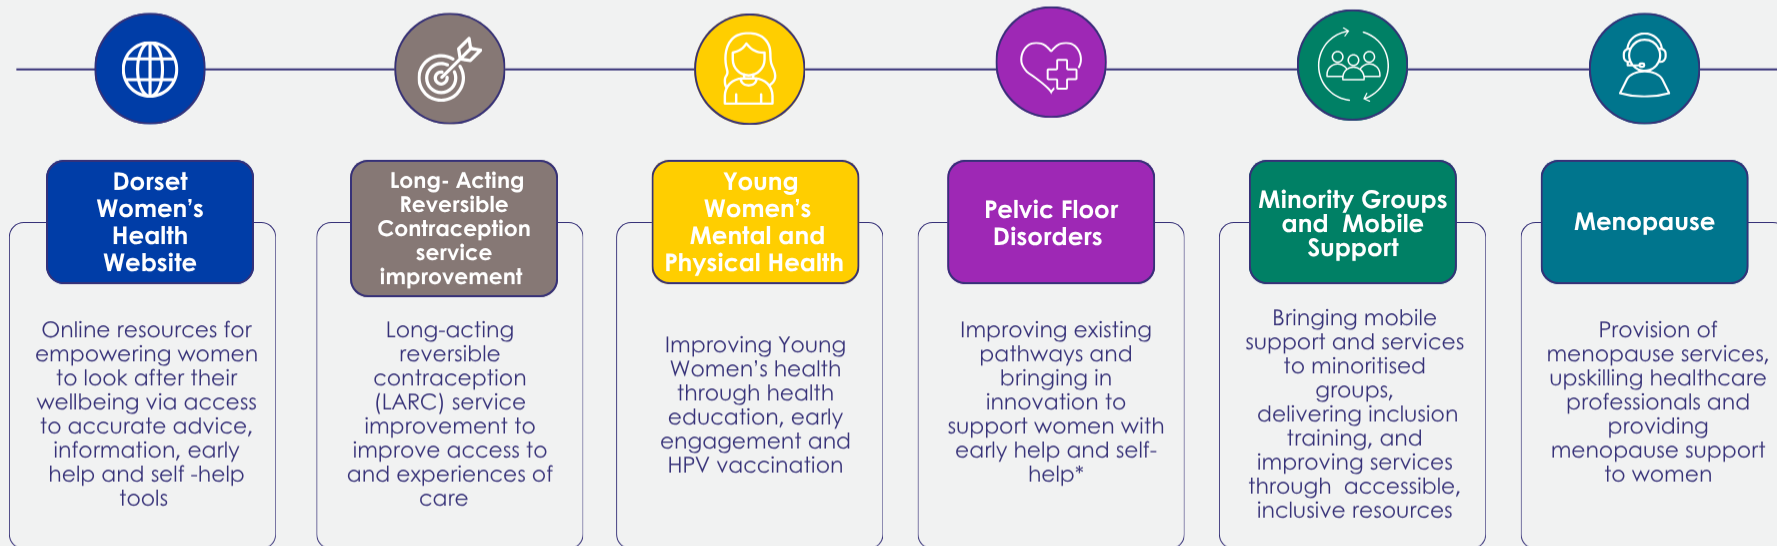 Dorset
Women's
Health
Website
Online resources for
empowering women
to look after their
wellbeing via access
to accurate advice,
information, early
help and self -help
tools
Long- Acting
Reversible
Contraception
service
improvement
Long-acting
reversible
contraception
(LARC) service
improvement to
improve access to
and experiences of
care
Young
Women's
Mental and
Physical Health
Improving Young
Women's health
through health
education, early
engagement and
HPV vaccination
Pelvic Floor
Disorders
Improving existing
pathways and
bringing in
innovation to
support women with
early help and self-
help*
Minority Groups
and  Mobile
Support
Bringing mobile
support and services
to minoritised
groups,
delivering inclusion
training, and
improving services
through  accessible,
inclusive resources
Menopause
Provision of
menopause services,
upskilling healthcare
professionals and
providing
menopause support
to women